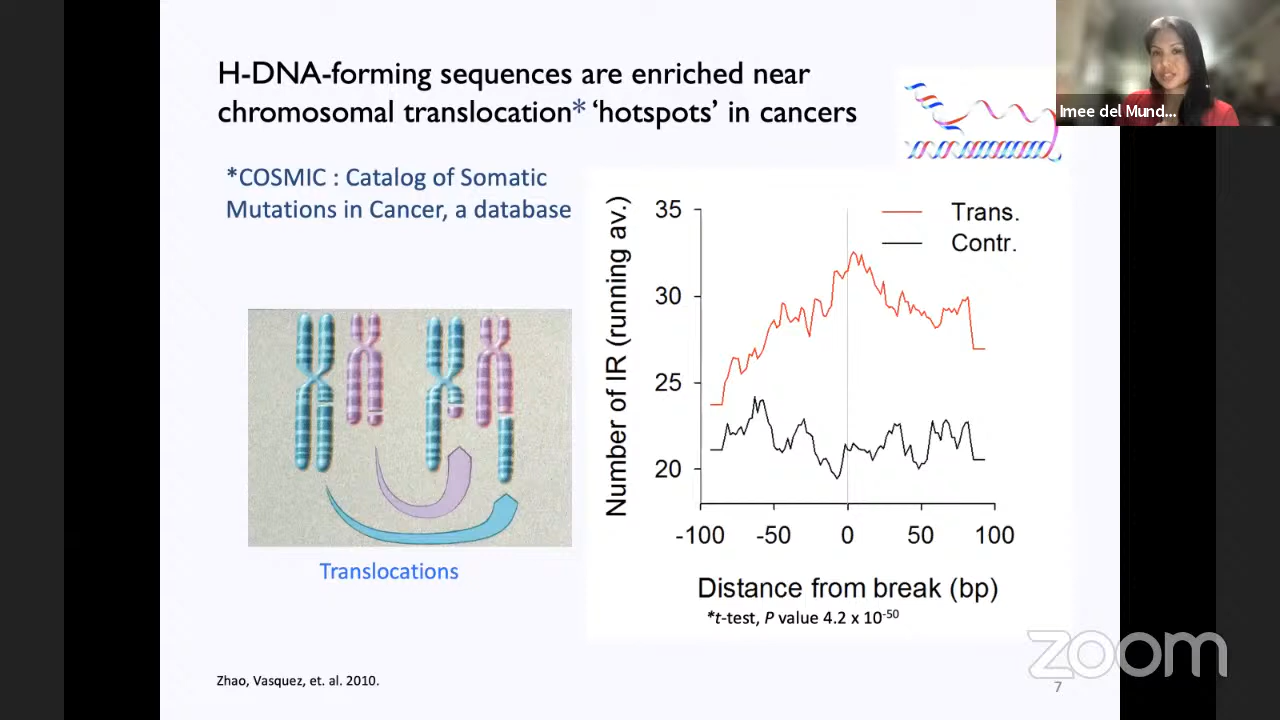 H-DNA-forming sequences are enriched near
chromosomal translocation* ‘hotspots’ in cancers
Imee del Mund...
*COSMIC : Catalog of Somatic
Mutations in Cancer, a database
Number of IR (running av.)
35
30
25
20
Trans.
Contr.
-100 -50 0 50 100
Distance from break (bp)
*t-test, P value 4.2 x 10-50
Translocations
Zhao, Vasquez, et. al. 2010.
zoom
7